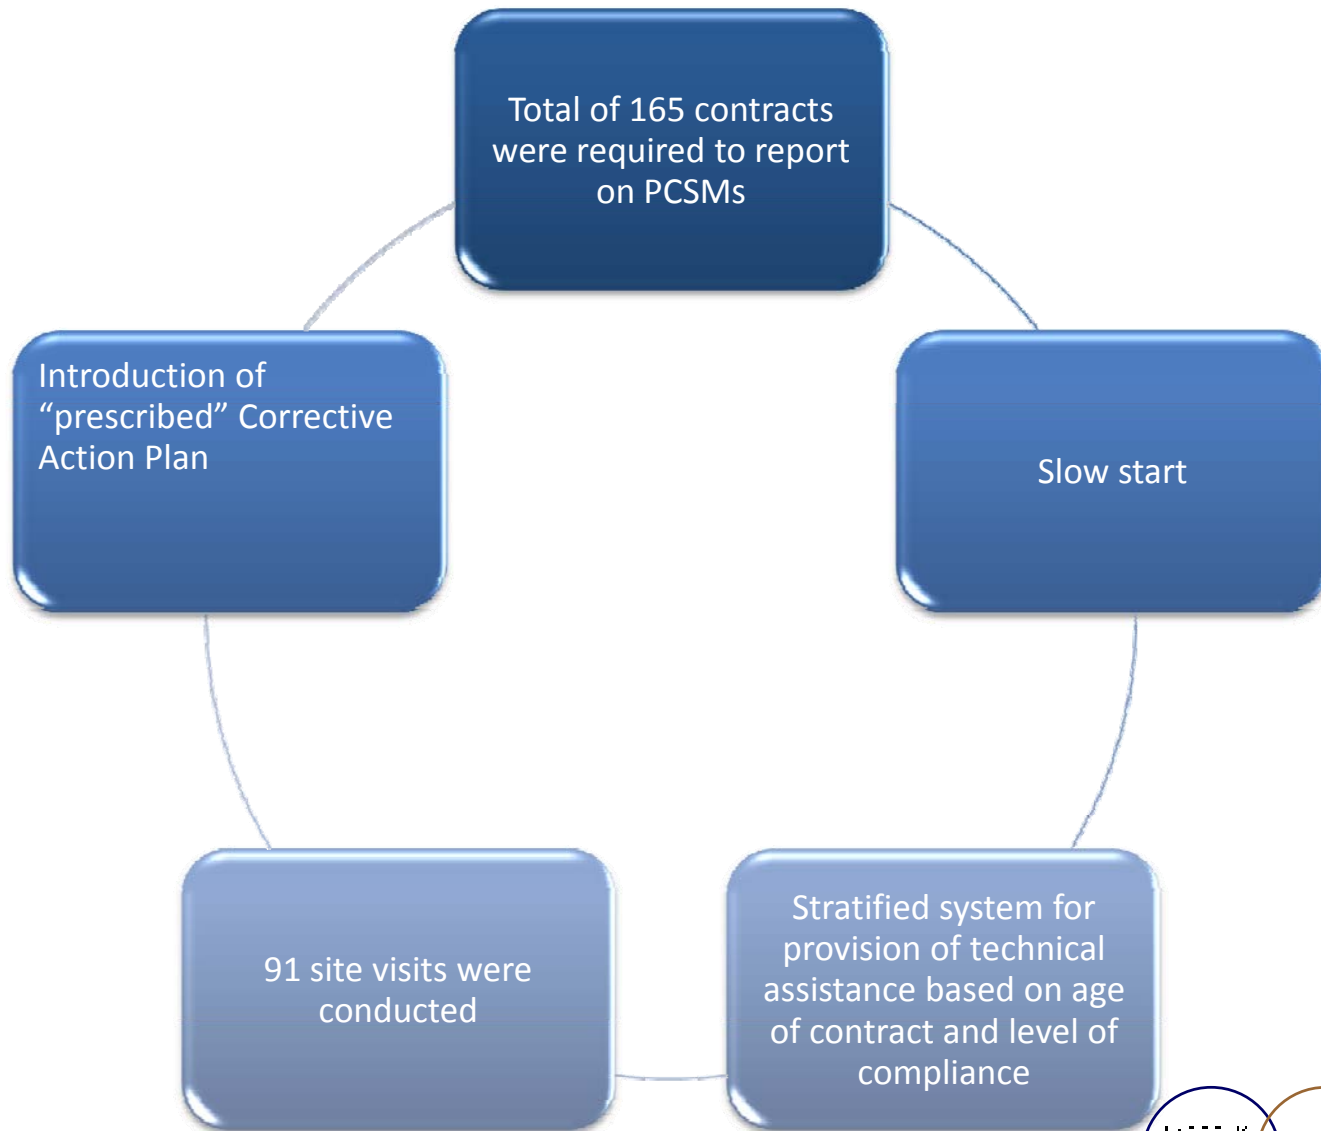 Total of 165 contracts
were required to report
on PCSMs
Slow start
Stratified system for
provision of technical
assistance based on age
of contract and level of
compliance
91 site visits were
conducted
Introduction of
“prescribed” Corrective
Action Plan